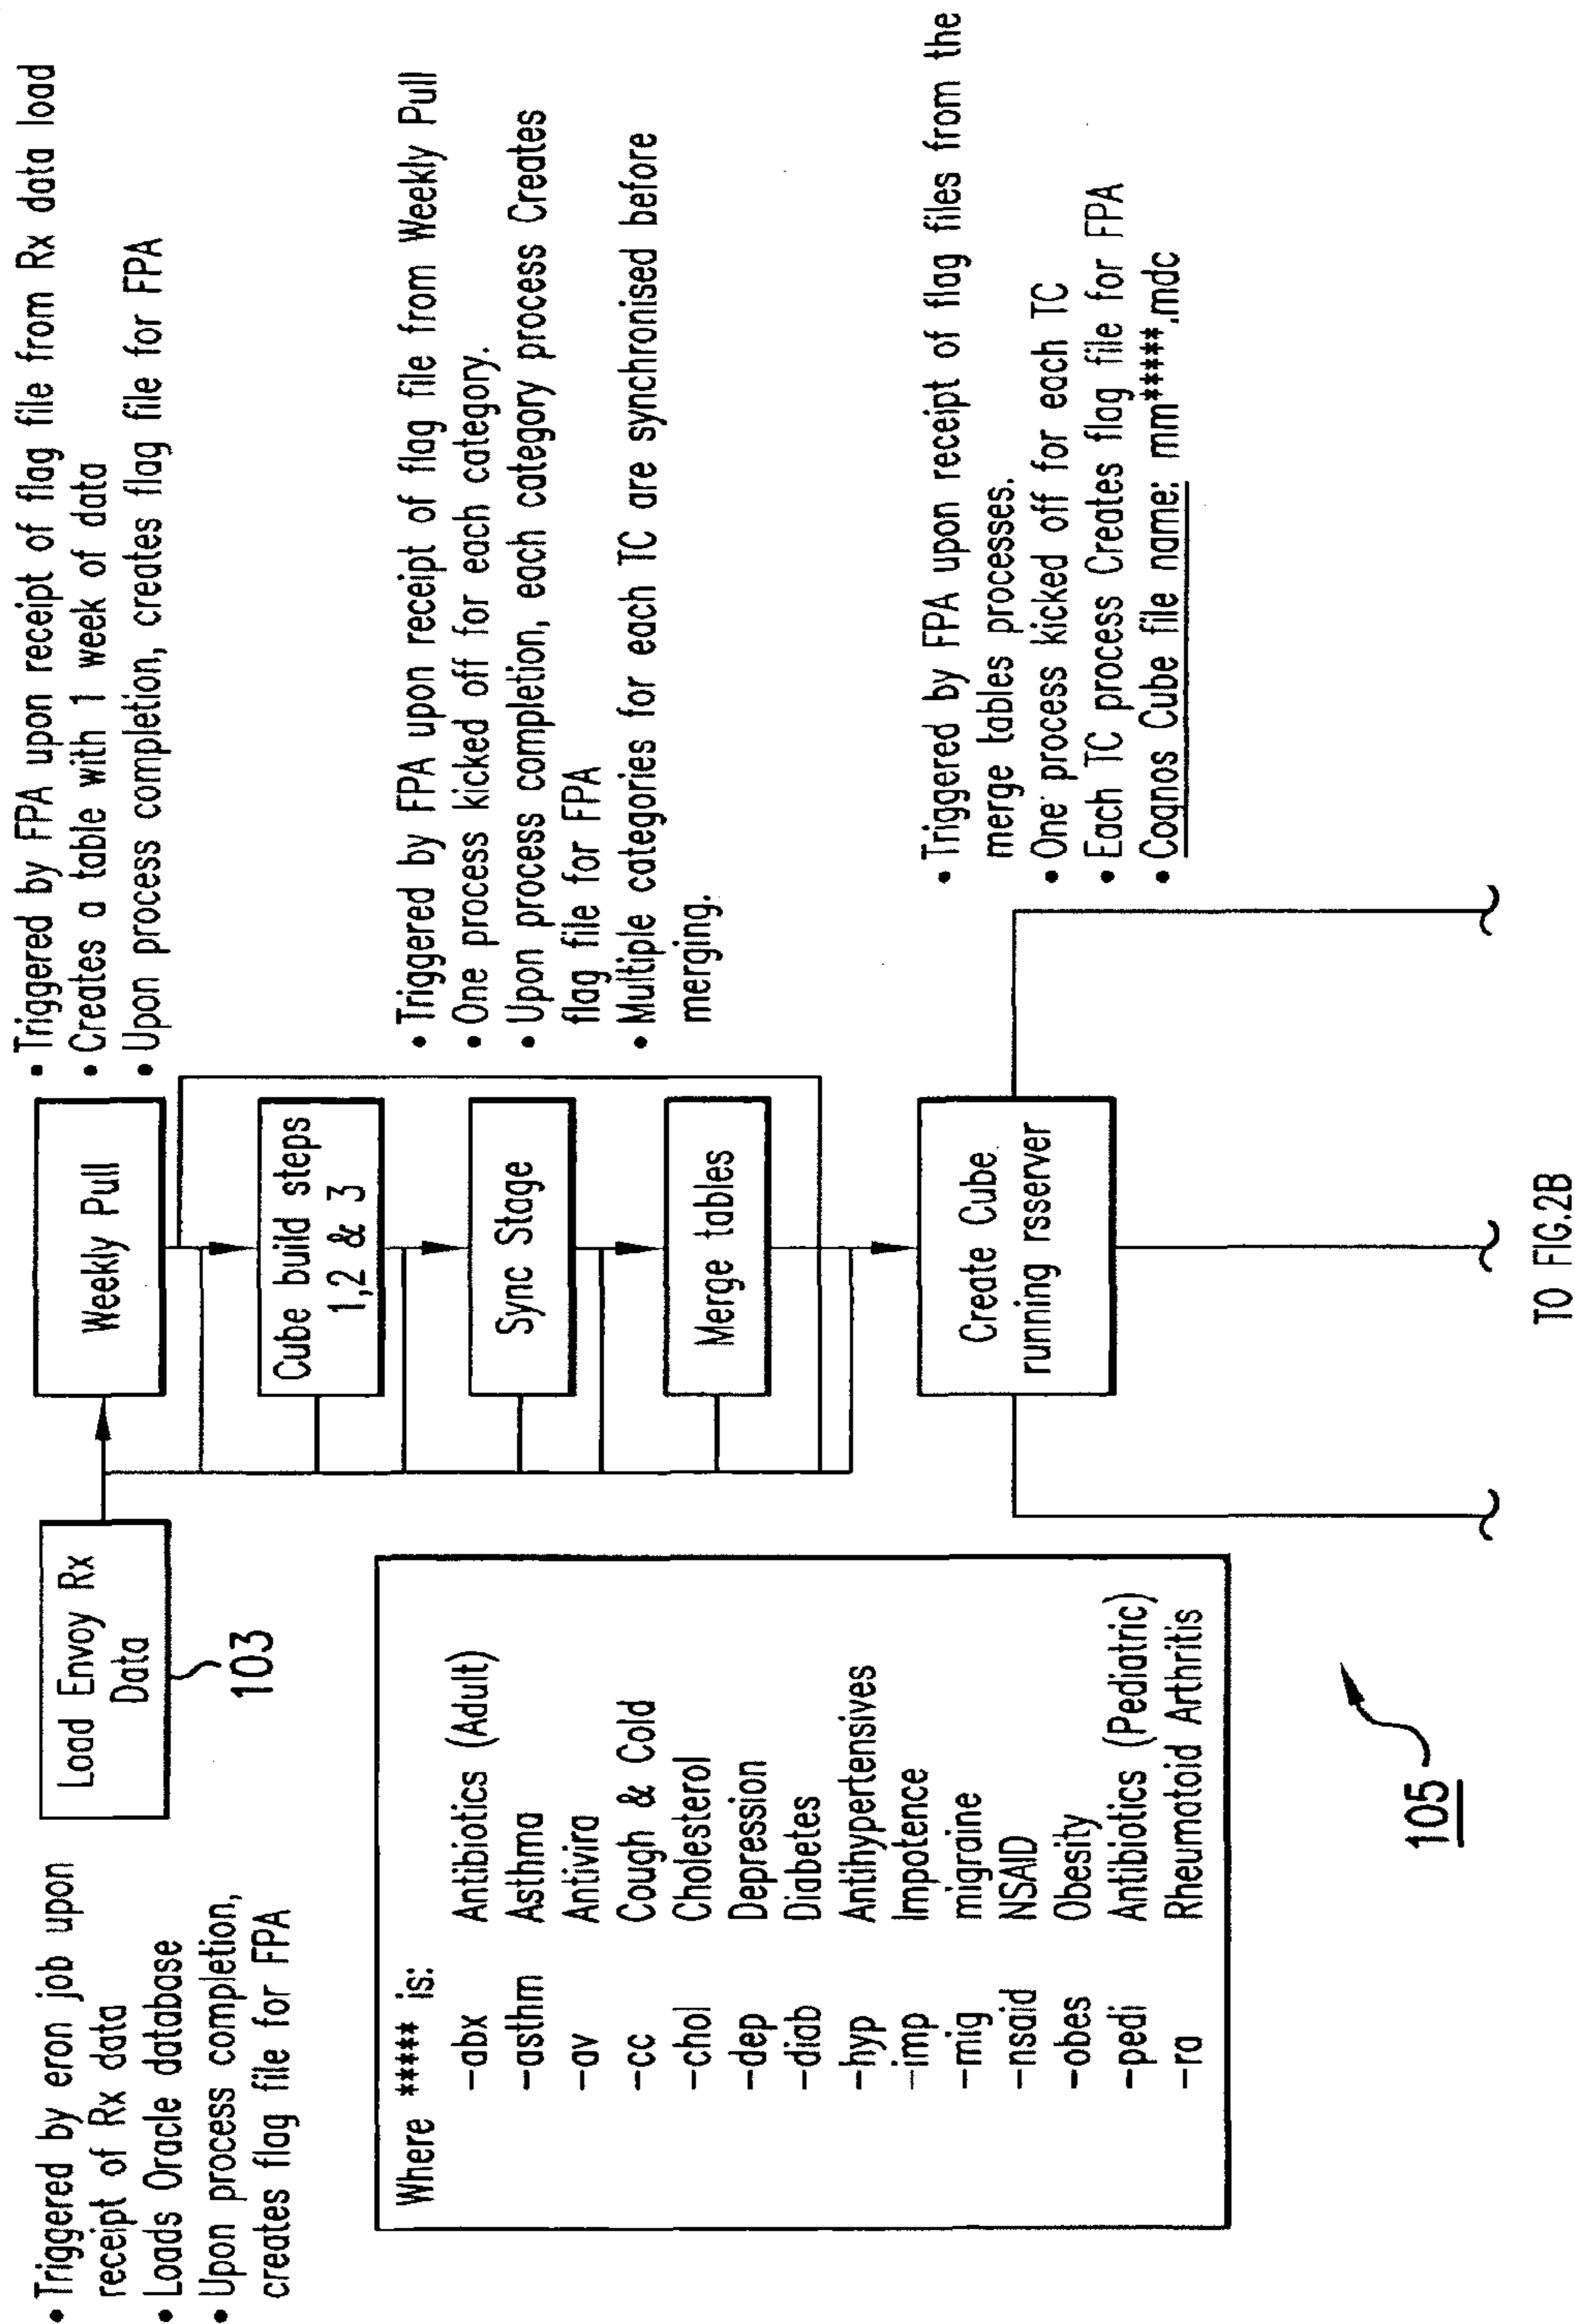 • Triggered by eron job upon
receipt of Rx data
• Loads Oracle database
• Upon process completion,
creates flag file for FPA
Load Envoy Rx
Data
103
Weekly Pull
• Triggered by FPA upon receipt of flag file from Rx data load
• Creates a table with 1 week of data
• Upon process completion, creates flag file for FPA
Cube build steps
1,2 & 3
Sync Stage
Merge tables
• Triggered by FPA upon receipt of flag file from Weekly Pull
• One process kicked off for each category.
• Upon process completion, each category process Creates
flag file for FPA
• Multiple categories for each TC are synchronised before
merging.
Where **** is:
-abx Antibiotics (Adult)
-asthm Asthma
-av Antivira
-cc Cough & Cold
-chol Cholesterol
-dep Depression
-diab Diabetes
-hyp Antihypertensives
-imp Impotence
-mig migraine
-nsaid NSAID
-obes Obesity
-pedi Antibiotics (Pediatric)
-ra Rheumatoid Arthritis
Create Cube
running rsserver
• Triggered by FPA upon receipt of flag files from the
merge tables processes.
• One process kicked off for each TC
• Each TC process Creates flag file for FPA
• Cognos Cube file name: mm*****.mdc
105
TO FIG.2B